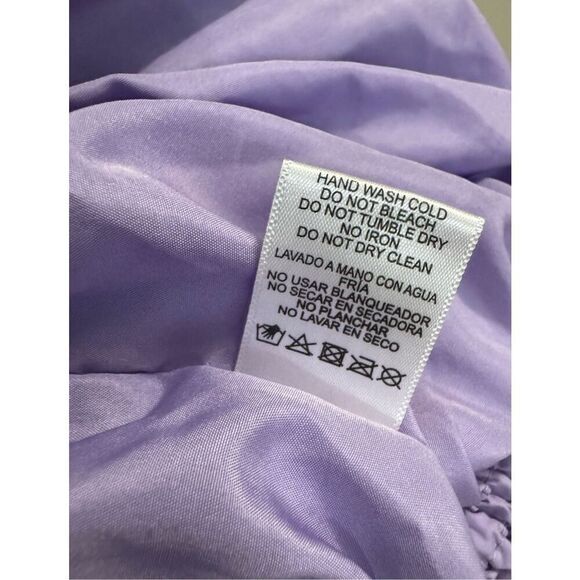 HAND WASH COLD
DO NOT BLEACH
DO NOT TUMBLE DRY
NO IRON
DO NOT DRY CLEAN
LAVADO A MANO CON AGUA
FRÍA
NO USAR BLANQUEADOR
NO SECAR EN SECADORA
NO PLANCHAR
NO LAVAR EN SECO